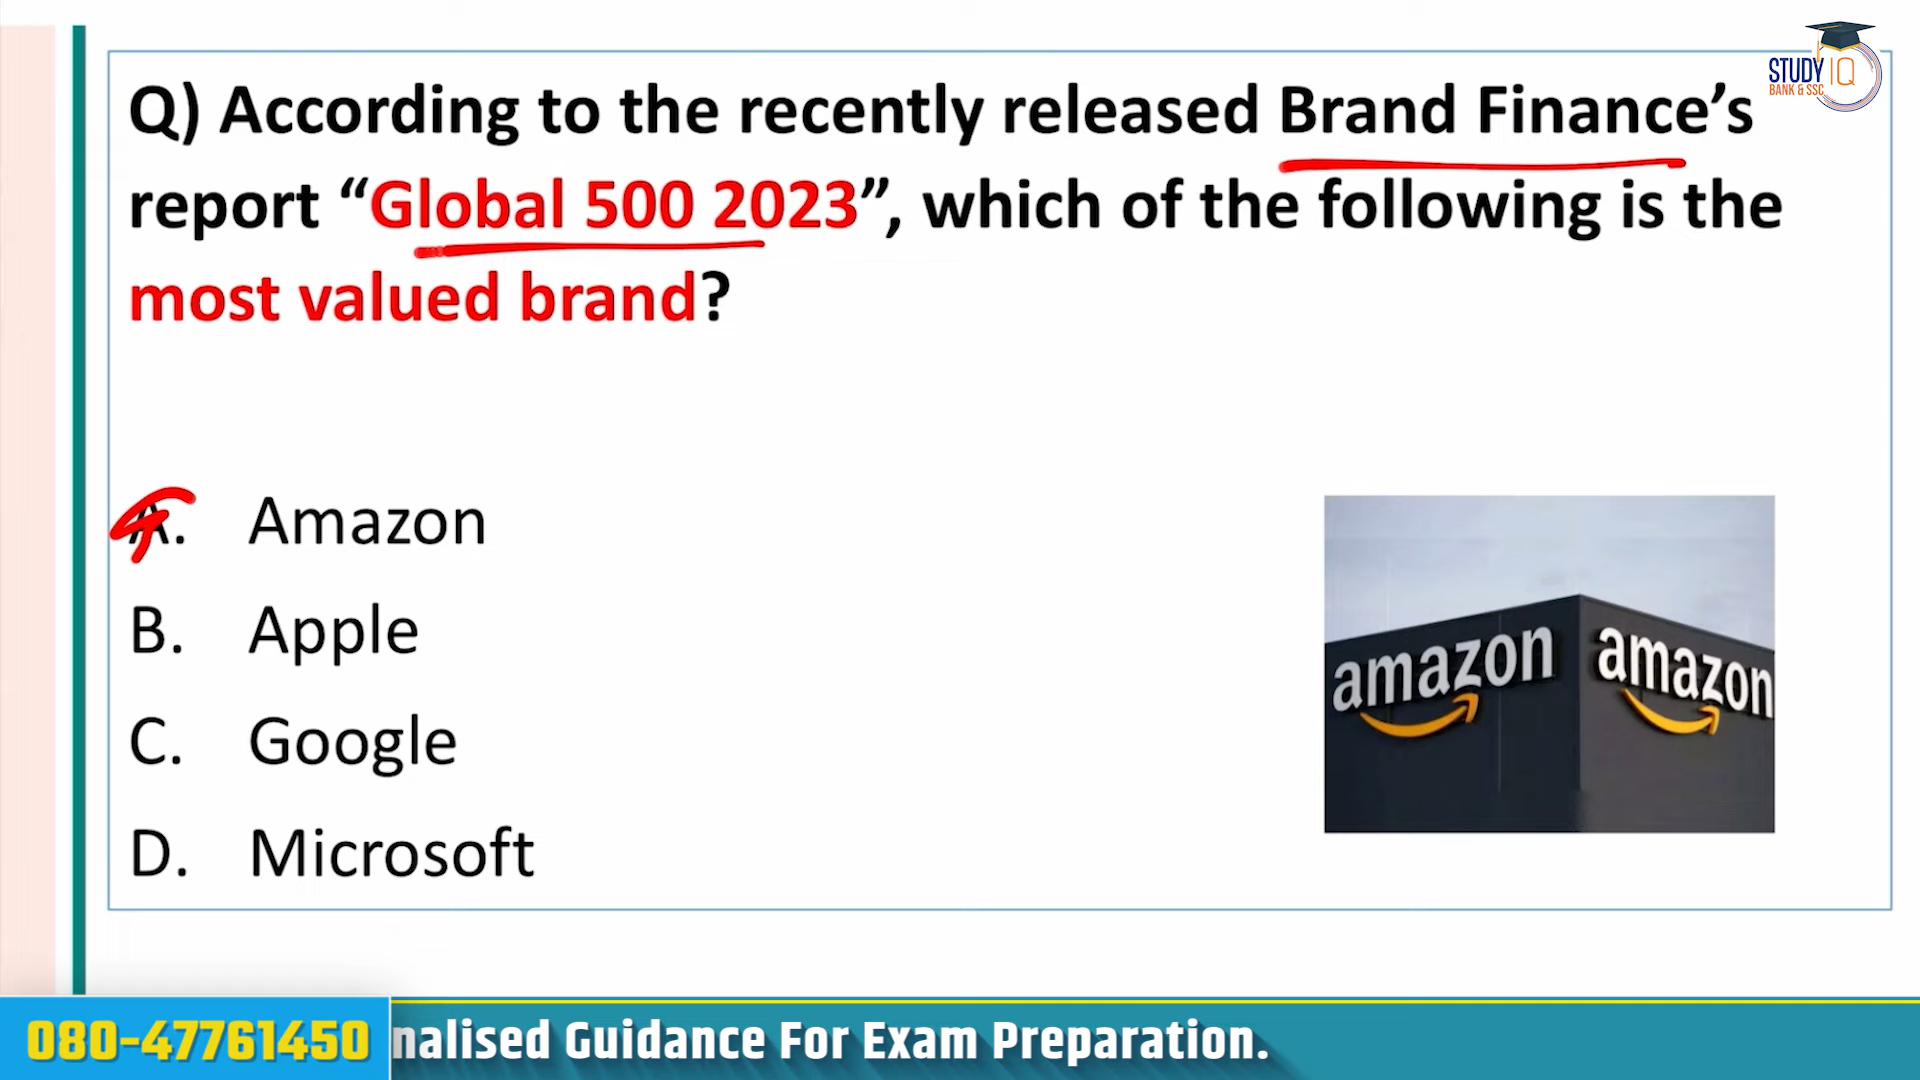 STUDY IQ
BANK & SSC
Q) According to the recently released Brand Finance’s
report “Global 500 2023”, which of the following is the
most valued brand?
A. Amazon
B. Apple
C. Google
D. Microsoft
amazon amazon
080-47761450 nalised Guidance For Exam Preparation.